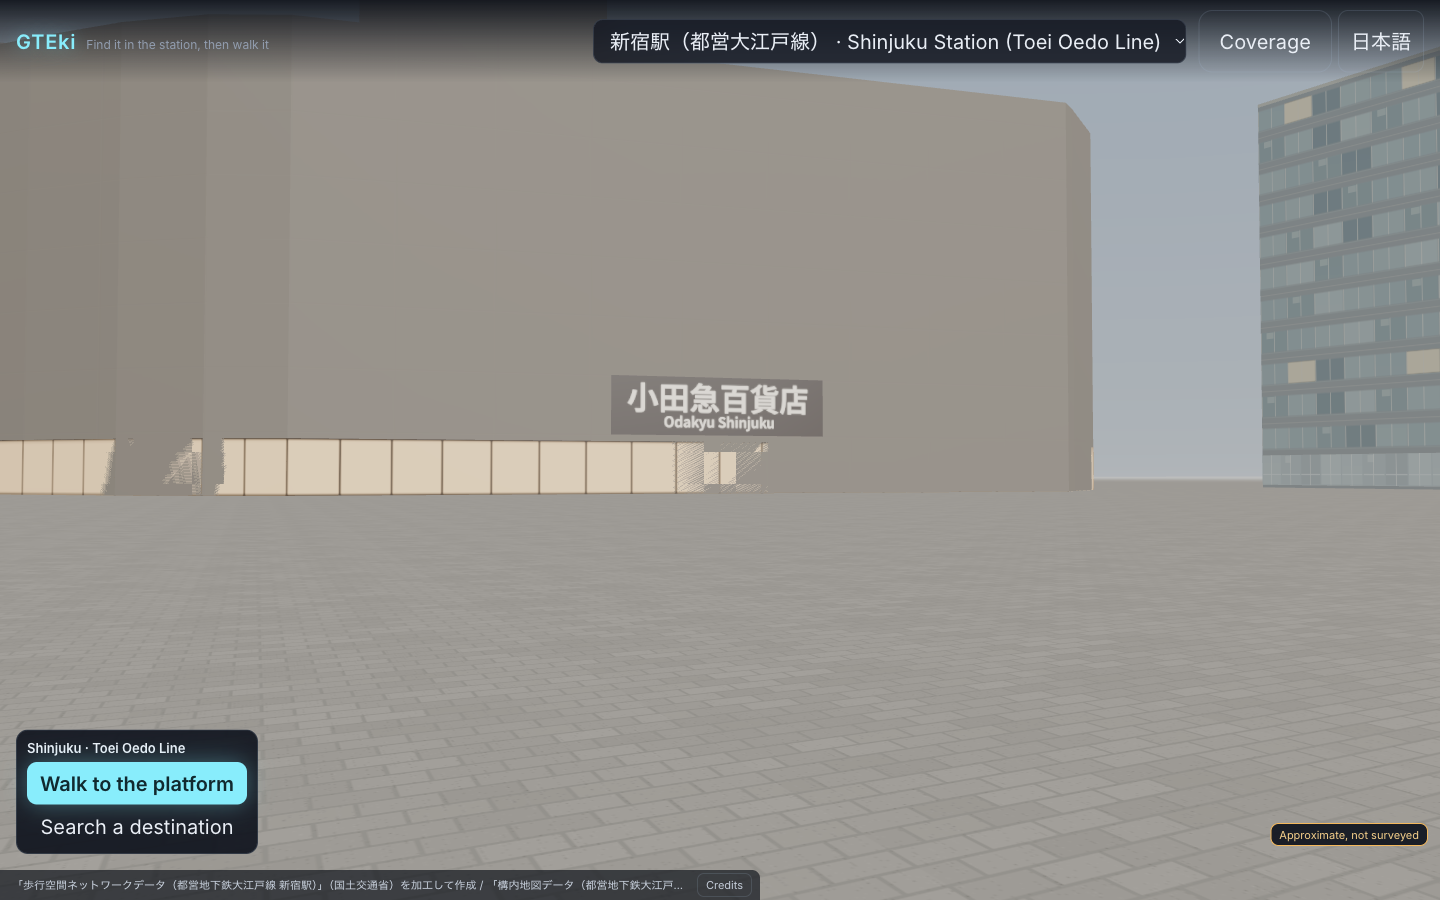 GTEki Find it in the station, then walk it
新宿駅（都営大江戸線） · Shinjuku Station (Toei Oedo Line)
Coverage
日本語
小田急百貨店
Odakyu Shinjuku
Shinjuku · Toei Oedo Line
Walk to the platform
Search a destination
Approximate, not surveyed
「歩行空間ネットワークデータ（都営地下鉄大江戸線 新宿駅）」（国土交通省）を加工して作成 / 「構内地図データ（都営地下鉄大江戸...
Credits